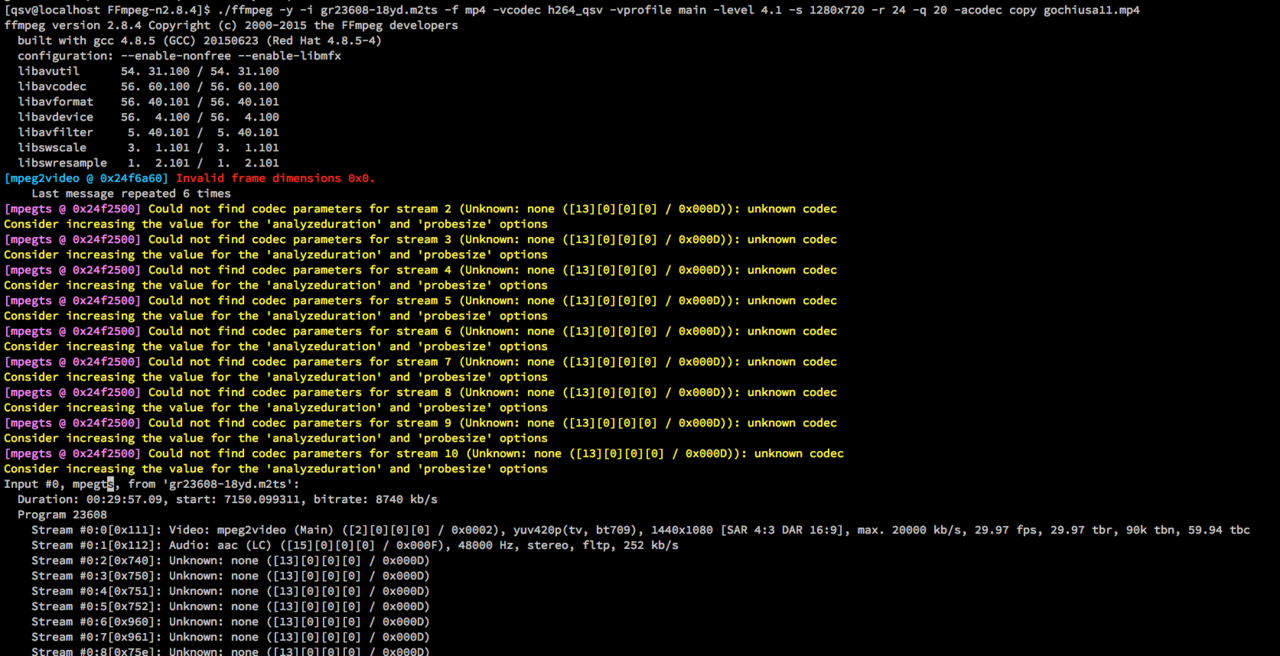 [qsv@localhost FFmpeg-n2.8.4]$ ./ffmpeg -y -i gr23608-18yd.m2ts -f mp4 -vcodec h264_qsv -vprofile main -level 4.1 -s 1280x720 -r 24 -q 20 -acodec copy gochiusa11.mp4
ffmpeg version 2.8.4 Copyright (c) 2000-2015 the FFmpeg developers
  built with gcc 4.8.5 (GCC) 20150623 (Red Hat 4.8.5-4)
  configuration: --enable-nonfree --enable-libmfx
  libavutil     54. 31.100 / 54. 31.100
  libavcodec    56. 60.100 / 56. 60.100
  libavformat   56. 40.101 / 56. 40.101
  libavdevice   56.  4.100 / 56.  4.100
  libavfilter    5. 40.101 /  5. 40.101
  libswscale     3.  1.101 /  3.  1.101
  libswresample  1.  2.101 /  1.  2.101
[mpeg2video @ 0x24f6a60] Invalid frame dimensions 0x0.
    Last message repeated 6 times
[mpegts @ 0x24f2500] Could not find codec parameters for stream 2 (Unknown: none ([13][0][0][0] / 0x000D)): unknown codec
Consider increasing the value for the 'analyzeduration' and 'probesize' options
[mpegts @ 0x24f2500] Could not find codec parameters for stream 3 (Unknown: none ([13][0][0][0] / 0x000D)): unknown codec
Consider increasing the value for the 'analyzeduration' and 'probesize' options
[mpegts @ 0x24f2500] Could not find codec parameters for stream 4 (Unknown: none ([13][0][0][0] / 0x000D)): unknown codec
Consider increasing the value for the 'analyzeduration' and 'probesize' options
[mpegts @ 0x24f2500] Could not find codec parameters for stream 5 (Unknown: none ([13][0][0][0] / 0x000D)): unknown codec
Consider increasing the value for the 'analyzeduration' and 'probesize' options
[mpegts @ 0x24f2500] Could not find codec parameters for stream 6 (Unknown: none ([13][0][0][0] / 0x000D)): unknown codec
Consider increasing the value for the 'analyzeduration' and 'probesize' options
[mpegts @ 0x24f2500] Could not find codec parameters for stream 7 (Unknown: none ([13][0][0][0] / 0x000D)): unknown codec
Consider increasing the value for the 'analyzeduration' and 'probesize' options
[mpegts @ 0x24f2500] Could not find codec parameters for stream 8 (Unknown: none ([13][0][0][0] / 0x000D)): unknown codec
Consider increasing the value for the 'analyzeduration' and 'probesize' options
[mpegts @ 0x24f2500] Could not find codec parameters for stream 9 (Unknown: none ([13][0][0][0] / 0x000D)): unknown codec
Consider increasing the value for the 'analyzeduration' and 'probesize' options
[mpegts @ 0x24f2500] Could not find codec parameters for stream 10 (Unknown: none ([13][0][0][0] / 0x000D)): unknown codec
Consider increasing the value for the 'analyzeduration' and 'probesize' options
Input #0, mpegts, from 'gr23608-18yd.m2ts':
  Duration: 00:29:57.09, start: 7150.099311, bitrate: 8740 kb/s
  Program 23608
    Stream #0:0[0x111]: Video: mpeg2video (Main) ([2][0][0][0] / 0x0002), yuv420p(tv, bt709), 1440x1080 [SAR 4:3 DAR 16:9], max. 20000 kb/s, 29.97 fps, 29.97 tbr, 90k tbn, 59.94 tbc
    Stream #0:1[0x112]: Audio: aac (LC) ([15][0][0][0] / 0x000F), 48000 Hz, stereo, fltp, 252 kb/s
    Stream #0:2[0x740]: Unknown: none ([13][0][0][0] / 0x000D)
    Stream #0:3[0x750]: Unknown: none ([13][0][0][0] / 0x000D)
    Stream #0:4[0x751]: Unknown: none ([13][0][0][0] / 0x000D)
    Stream #0:5[0x752]: Unknown: none ([13][0][0][0] / 0x000D)
    Stream #0:6[0x960]: Unknown: none ([13][0][0][0] / 0x000D)
    Stream #0:7[0x961]: Unknown: none ([13][0][0][0] / 0x000D)
    Stream #0:8[0x75e]: Unknown: none ([13][0][0][0] / 0x000D)